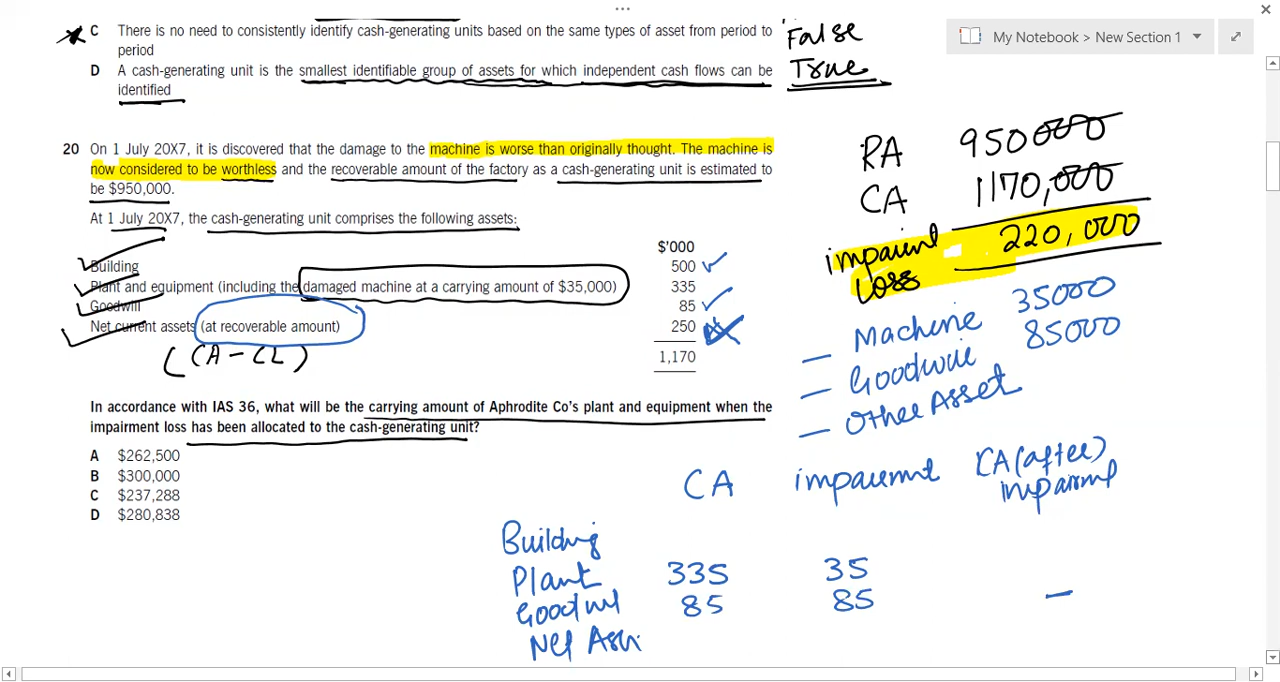 C There is no need to consistently identify cash-generating units based on the same types of asset from period to
period
False
D A cash-generating unit is the smallest identifiable group of assets for which independent cash flows can be
identified
True
My Notebook > New Section 1
20 On 1 July 20X7, it is discovered that the damage to the machine is worse than originally thought. The machine is
now considered to be worthless and the recoverable amount of the factory as a cash-generating unit is estimated to
be $950,000.
At 1 July 20X7, the cash-generating unit comprises the following assets:
$'000
Building 500
Plant and equipment (including the damaged machine at a carrying amount of $35,000) 335
Goodwill 85
Net current assets (at recoverable amount) 250
1,170
(CA - CL)
RA 950000
CA 1170,000
impairment 220,000
Loss
- Machine 35000
- Goodwill 85000
- Other Asset
In accordance with IAS 36, what will be the carrying amount of Aphrodite Co's plant and equipment when the
impairment loss has been allocated to the cash-generating unit?
A $262,500
B $300,000
C $237,288
D $280,838
CA impairment CA (after)
impairment
Building
Plant 335 35
Goodwill 85 85 —
Net